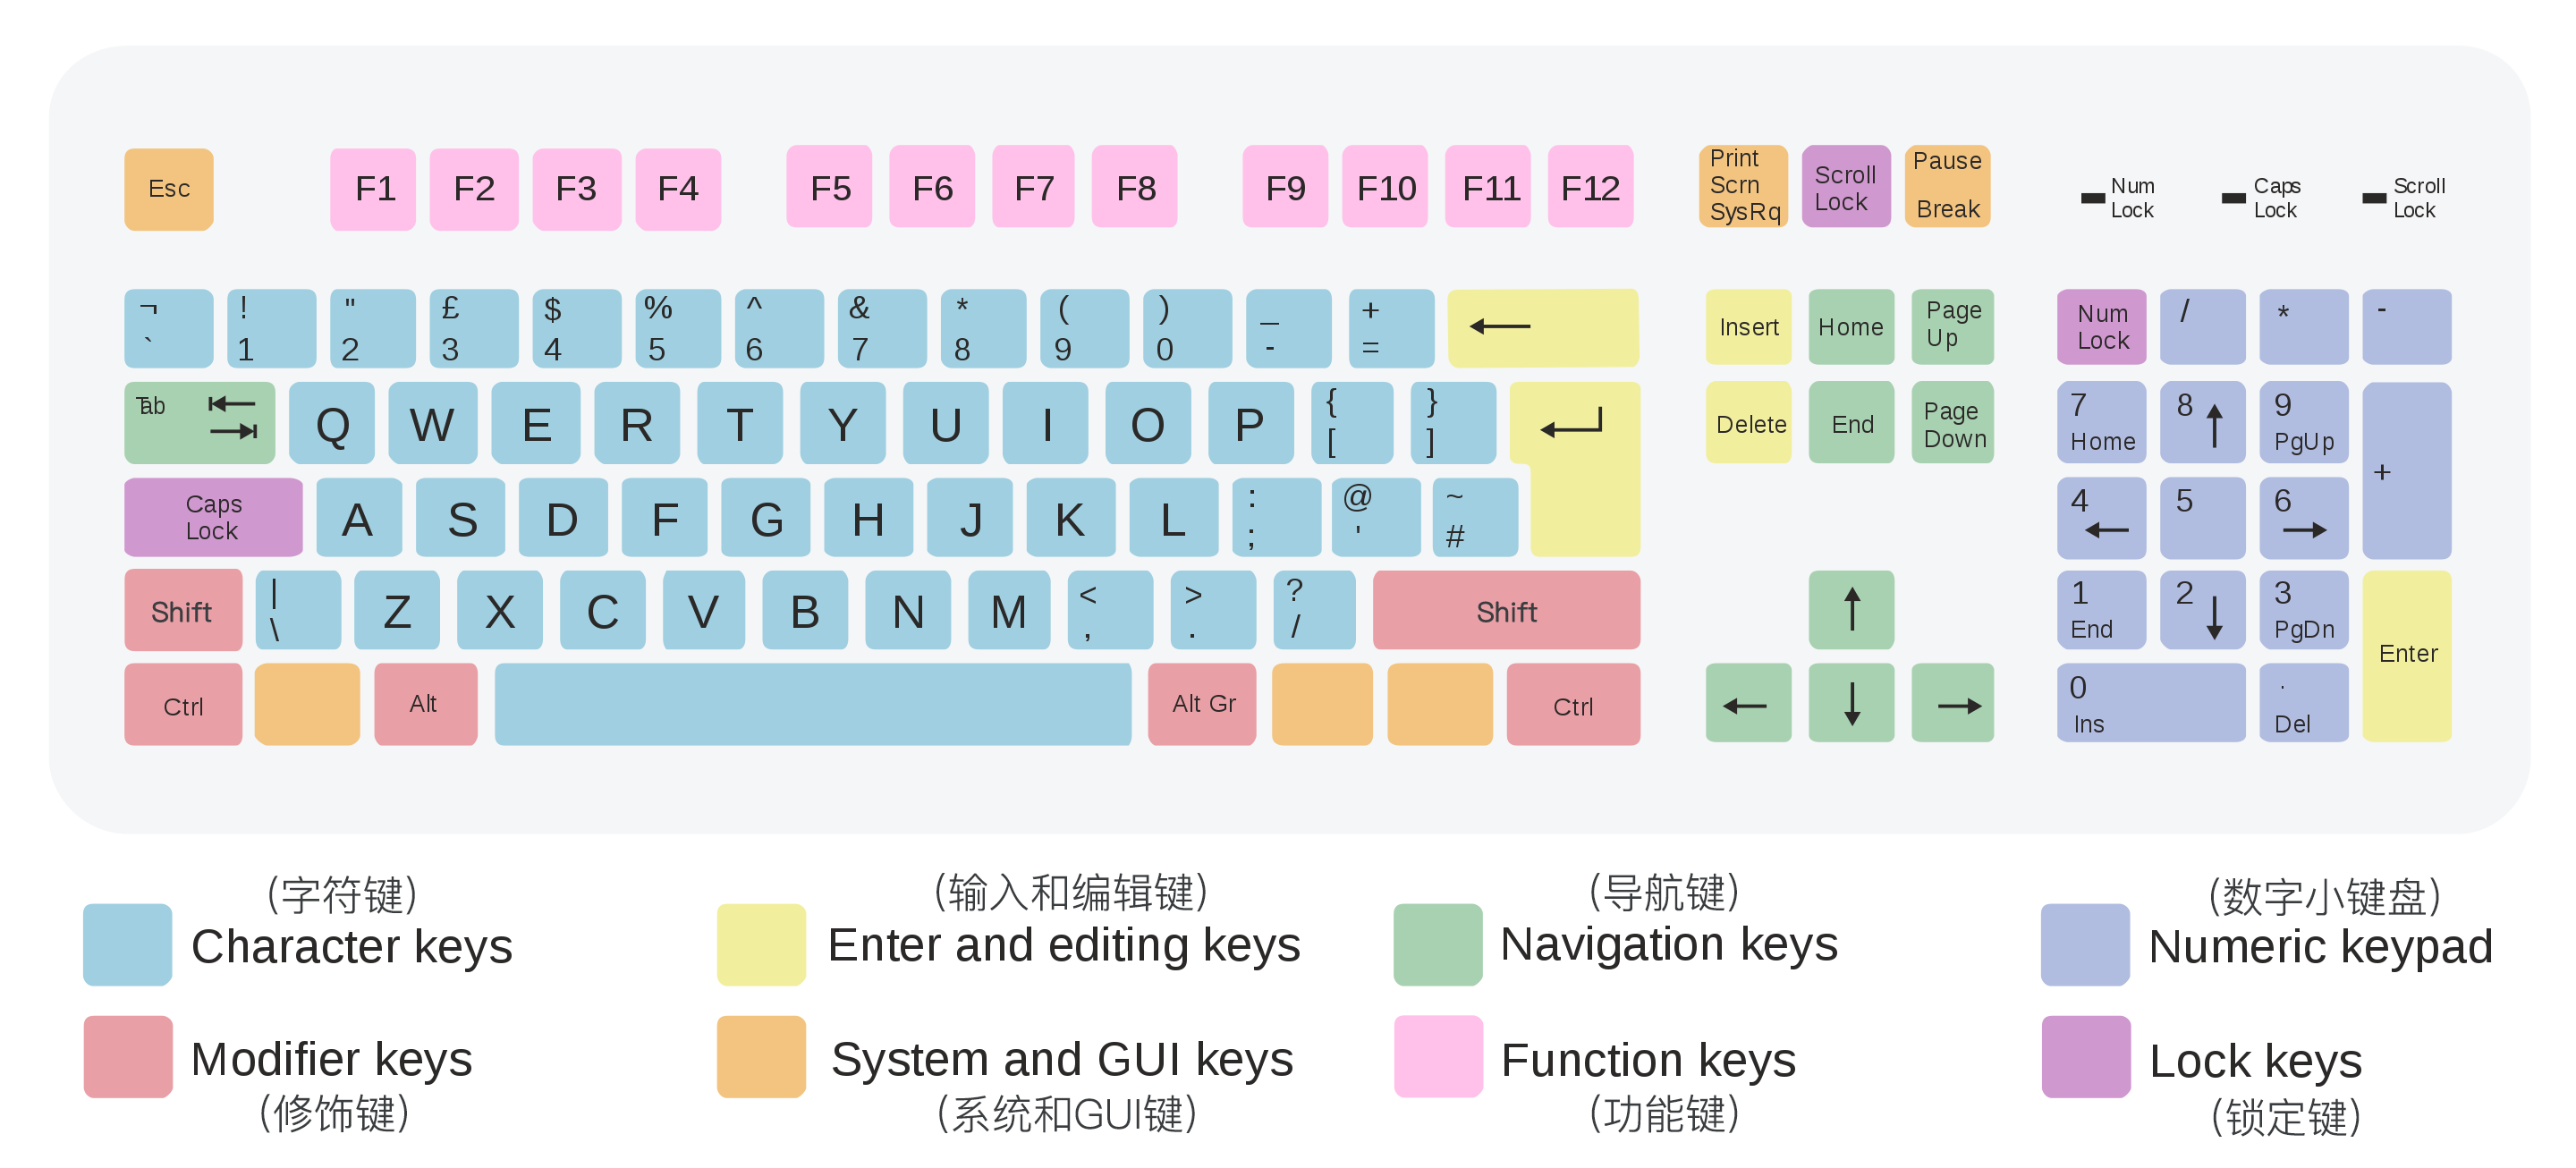 Esc F1 F2 F3 F4 F5 F6 F7 F8 F9 F10 F11 F12
Print
Scrn
SysRq
Scroll
Lock
Pause
Break
Num
Lock
Caps
Lock
Scroll
Lock
¬ ! " £ $ % ^ & * ( ) _ +
` 1 2 3 4 5 6 7 8 9 0 - =
Insert Home
Page
Up
Num
Lock
/ * -
Tab Q W E R T Y U I O P
{ }
[ ]
Delete End
Page
Down
7 8 9
Home PgUp
+
Caps
Lock
A S D F G H J K L
: @ ~
; ' #
4 5 6
Shift
|
\
Z X C V B N M
< > ?
, . /
Shift
1 2 3
End PgDn
Enter
Ctrl Alt Alt Gr Ctrl
0 .
Ins Del
(字符键) (输入和编辑键) (导航键) (数字小键盘)
Character keys Enter and editing keys Navigation keys Numeric keypad
Modifier keys System and GUI keys Function keys Lock keys
(修饰键) (系统和GUI键) (功能键) (锁定键)